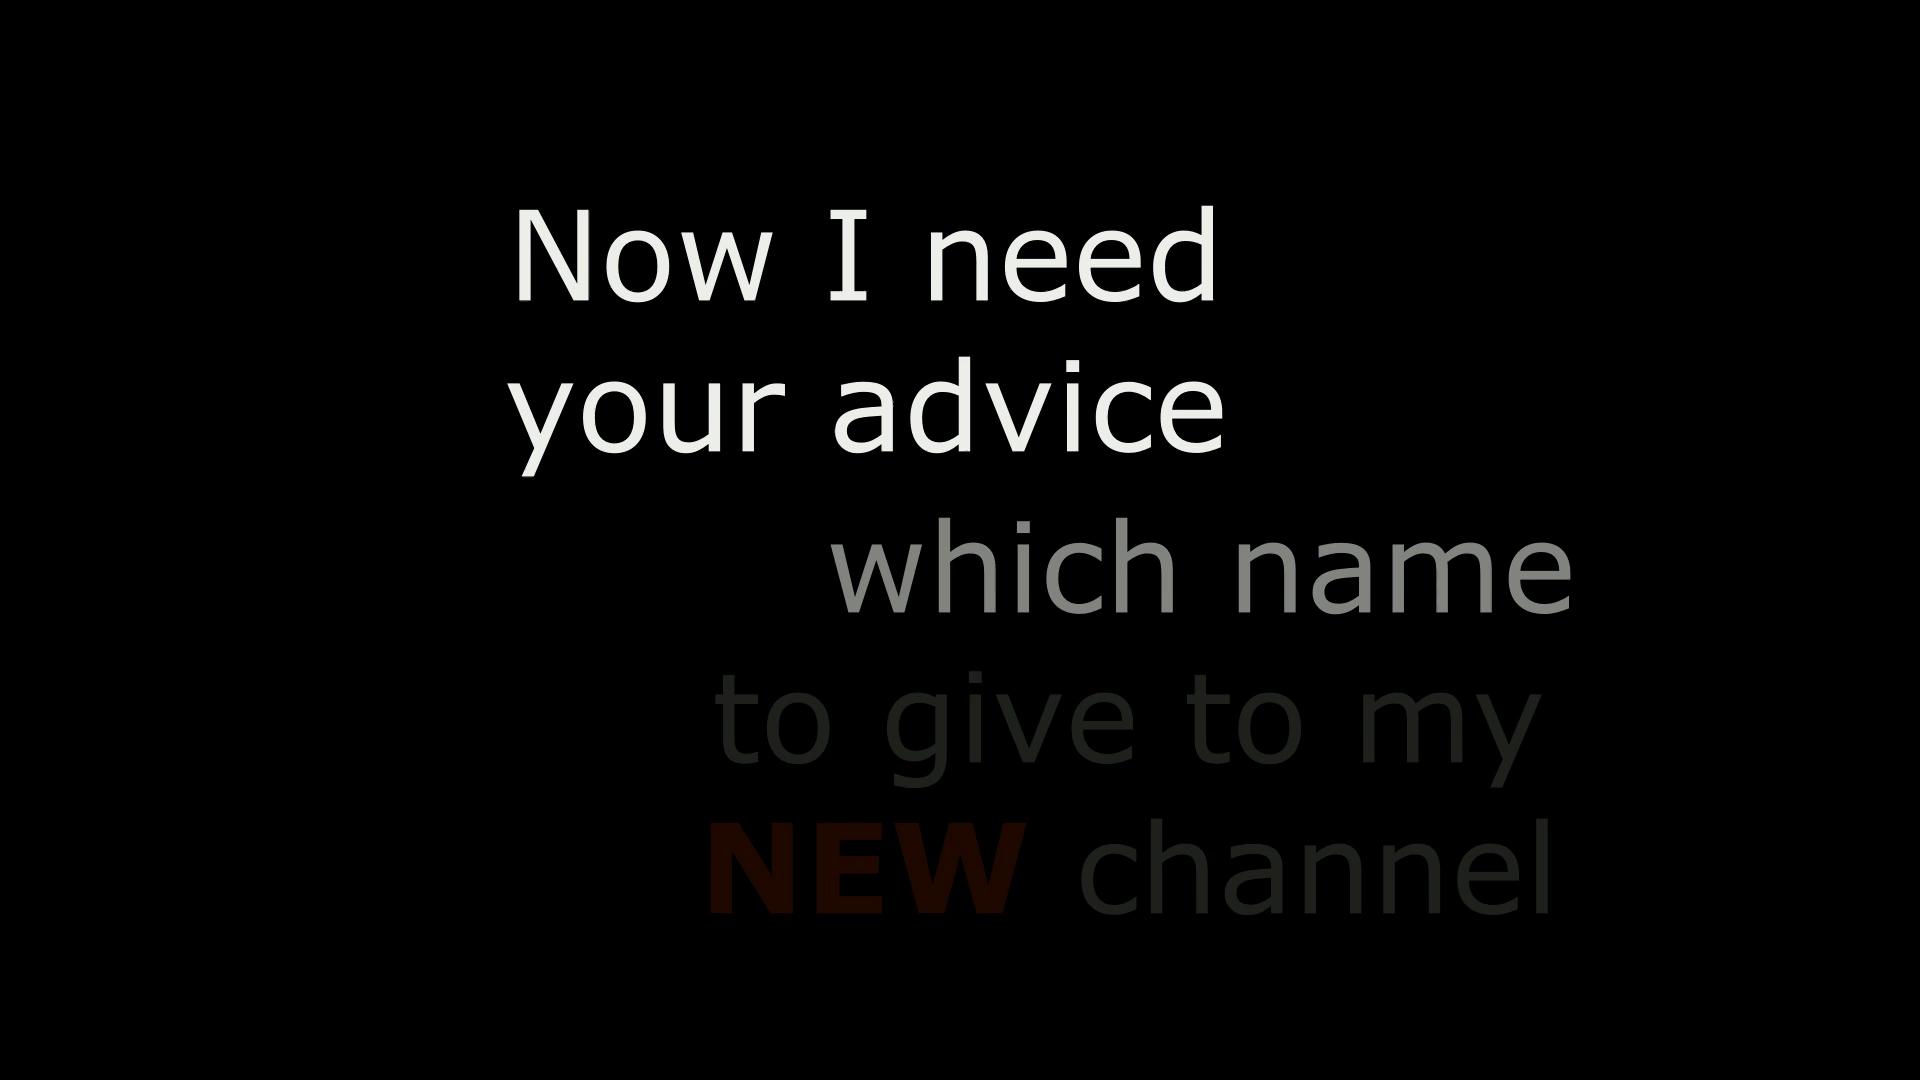 Now I need
your advice
which name
to give to my
NEW channel